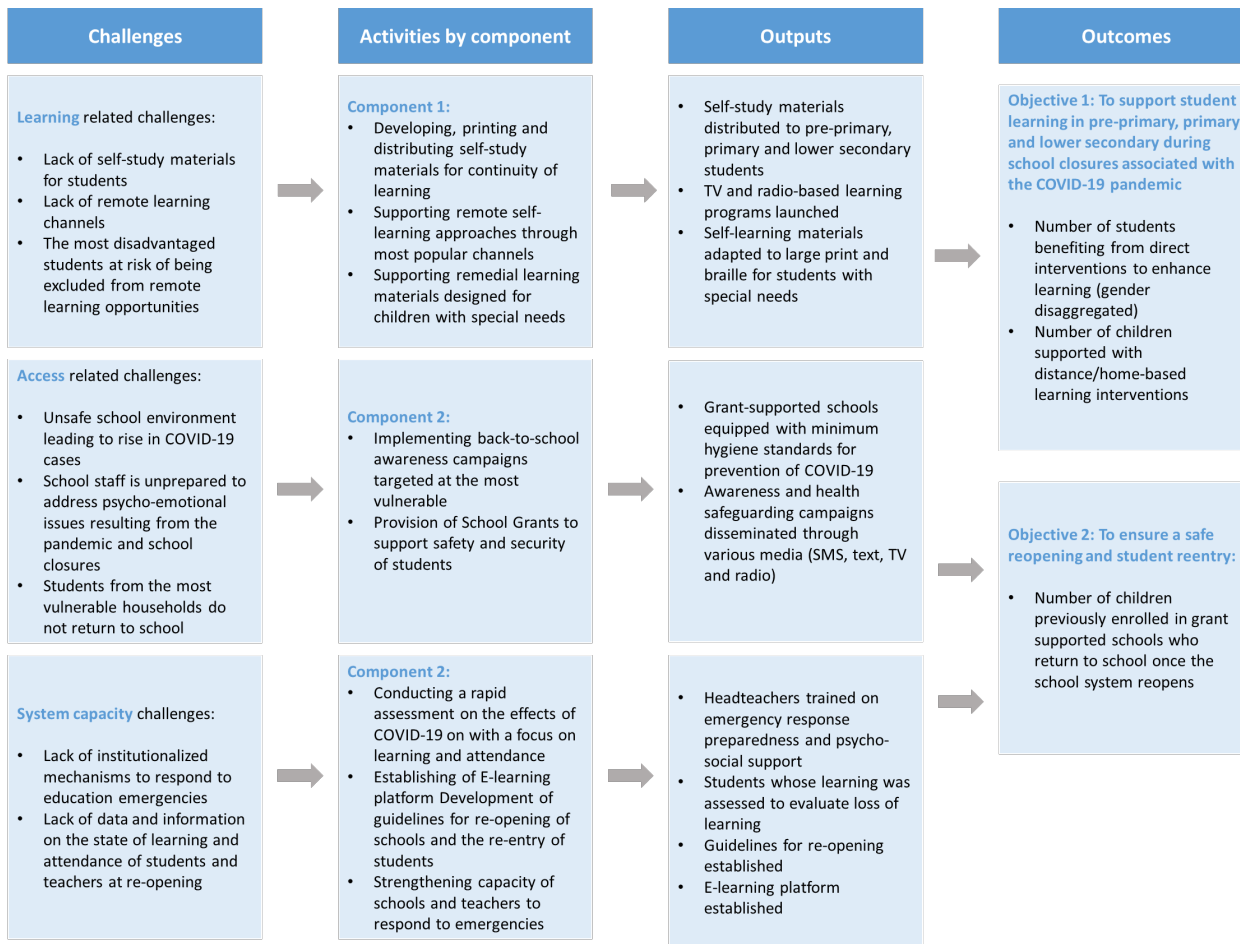 Challenges
Activities by component
Outputs
Outcomes
Learning related challenges:
• Lack of self-study materials
for students
• Lack of remote learning
channels
• The most disadvantaged
students at risk of being
excluded from remote
learning opportunities
Component 1:
• Developing, printing and
distributing self-study
materials for continuity of
learning
• Supporting remote self-
learning approaches through
most popular channels
• Supporting remedial learning
materials designed for
children with special needs
• Self-study materials
distributed to pre-primary,
primary and lower secondary
students
• TV and radio-based learning
programs launched
• Self-learning materials
adapted to large print and
braille for students with
special needs
Objective 1: To support student
learning in pre-primary, primary
and lower secondary during
school closures associated with
the COVID-19 pandemic
• Number of students
benefiting from direct
interventions to enhance
learning (gender
disaggregated)
• Number of children
supported with
distance/home-based
learning interventions
Access related challenges:
• Unsafe school environment
leading to rise in COVID-19
cases
• School staff is unprepared to
address psycho-emotional
issues resulting from the
pandemic and school
closures
• Students from the most
vulnerable households do
not return to school
Component 2:
• Implementing back-to-school
awareness campaigns
targeted at the most
vulnerable
• Provision of School Grants to
support safety and security
of students
• Grant-supported schools
equipped with minimum
hygiene standards for
prevention of COVID-19
• Awareness and health
safeguarding campaigns
disseminated through
various media (SMS, text, TV
and radio)
Objective 2: To ensure a safe
reopening and student reentry:
• Number of children
previously enrolled in grant
supported schools who
return to school once the
school system reopens
System capacity challenges:
• Lack of institutionalized
mechanisms to respond to
education emergencies
• Lack of data and information
on the state of learning and
attendance of students and
teachers at re-opening
Component 2:
• Conducting a rapid
assessment on the effects of
COVID-19 on with a focus on
learning and attendance
• Establishing of E-learning
platform Development of
guidelines for re-opening of
schools and the re-entry of
students
• Strengthening capacity of
schools and teachers to
respond to emergencies
• Headteachers trained on
emergency response
preparedness and psycho-
social support
• Students whose learning was
assessed to evaluate loss of
learning
• Guidelines for re-opening
established
• E-learning platform
established